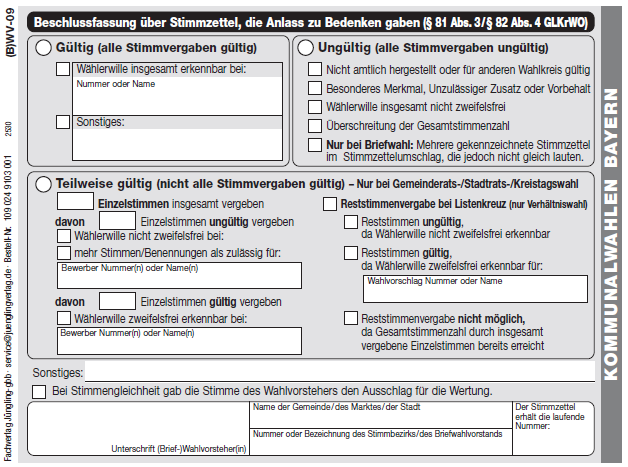 (B)WV-09
2530
Fachverlag Jüngling-gbb · service@juenglingverlag.de · Bestell-Nr. 109 024 9103 001
Beschlussfassung über Stimmzettel, die Anlass zu Bedenken gaben (§ 81 Abs. 3/§ 82 Abs. 4 GLKrWO)
Gültig (alle Stimmvergaben gültig)
Wählerwille insgesamt erkennbar bei:
Nummer oder Name
Sonstiges:
Ungültig (alle Stimmvergaben ungültig)
Nicht amtlich hergestellt oder für anderen Wahlkreis gültig
Besonderes Merkmal, Unzulässiger Zusatz oder Vorbehalt
Wählerwille insgesamt nicht zweifelsfrei
Überschreitung der Gesamtstimmenzahl
Nur bei Briefwahl: Mehrere gekennzeichnete Stimmzettel
im Stimmzettelumschlag, die jedoch nicht gleich lauten.
Teilweise gültig (nicht alle Stimmvergaben gültig) – Nur bei Gemeinderats-/Stadtrats-/Kreistagswahl
Einzelstimmen insgesamt vergeben
davon Einzelstimmen ungültig vergeben
Wählerwille nicht zweifelsfrei bei:
mehr Stimmen/Benennungen als zulässig für:
Bewerber Nummer(n) oder Name(n)
davon Einzelstimmen gültig vergeben
Wählerwille zweifelsfrei erkennbar bei:
Bewerber Nummer(n) oder Name(n)
Reststimmenvergabe bei Listenkreuz (nur Verhältniswahl)
Reststimmen ungültig,
da Wählerwille nicht zweifelsfrei erkennbar
Reststimmen gültig,
da Wählerwille zweifelsfrei erkennbar für:
Wahlvorschlag Nummer oder Name
Reststimmenvergabe nicht möglich,
da Gesamtstimmenzahl durch insgesamt
vergebene Einzelstimmen bereits erreicht
Sonstiges:
Bei Stimmengleichheit gab die Stimme des Wahlvorstehers den Ausschlag für die Wertung.
Unterschrift (Brief-)Wahlvorsteher(in)
Name der Gemeinde/des Marktes/der Stadt
Nummer oder Bezeichnung des Stimmbezirks/des Briefwahlvorstands
Der Stimmzettel
erhält die laufende
Nummer:
KOMMUNALWAHLEN BAYERN